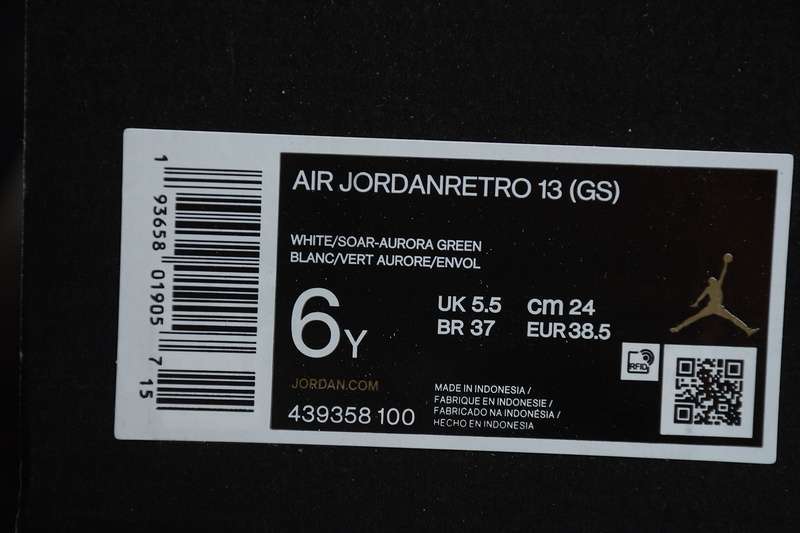 1 93658 01905 7 15
AIR JORDANRETRO 13 (GS)
WHITE/SOAR-AURORA GREEN
BLANC/VERT AURORE/ENVOL
6Y
UK 5.5 cm 24
BR 37 EUR 38.5
RFID
JORDAN.COM
439358 100
MADE IN INDONESIA /
FABRIQUE EN INDONESIE /
FABRICADO NA INDONÉSIA /
HECHO EN INDONESIA